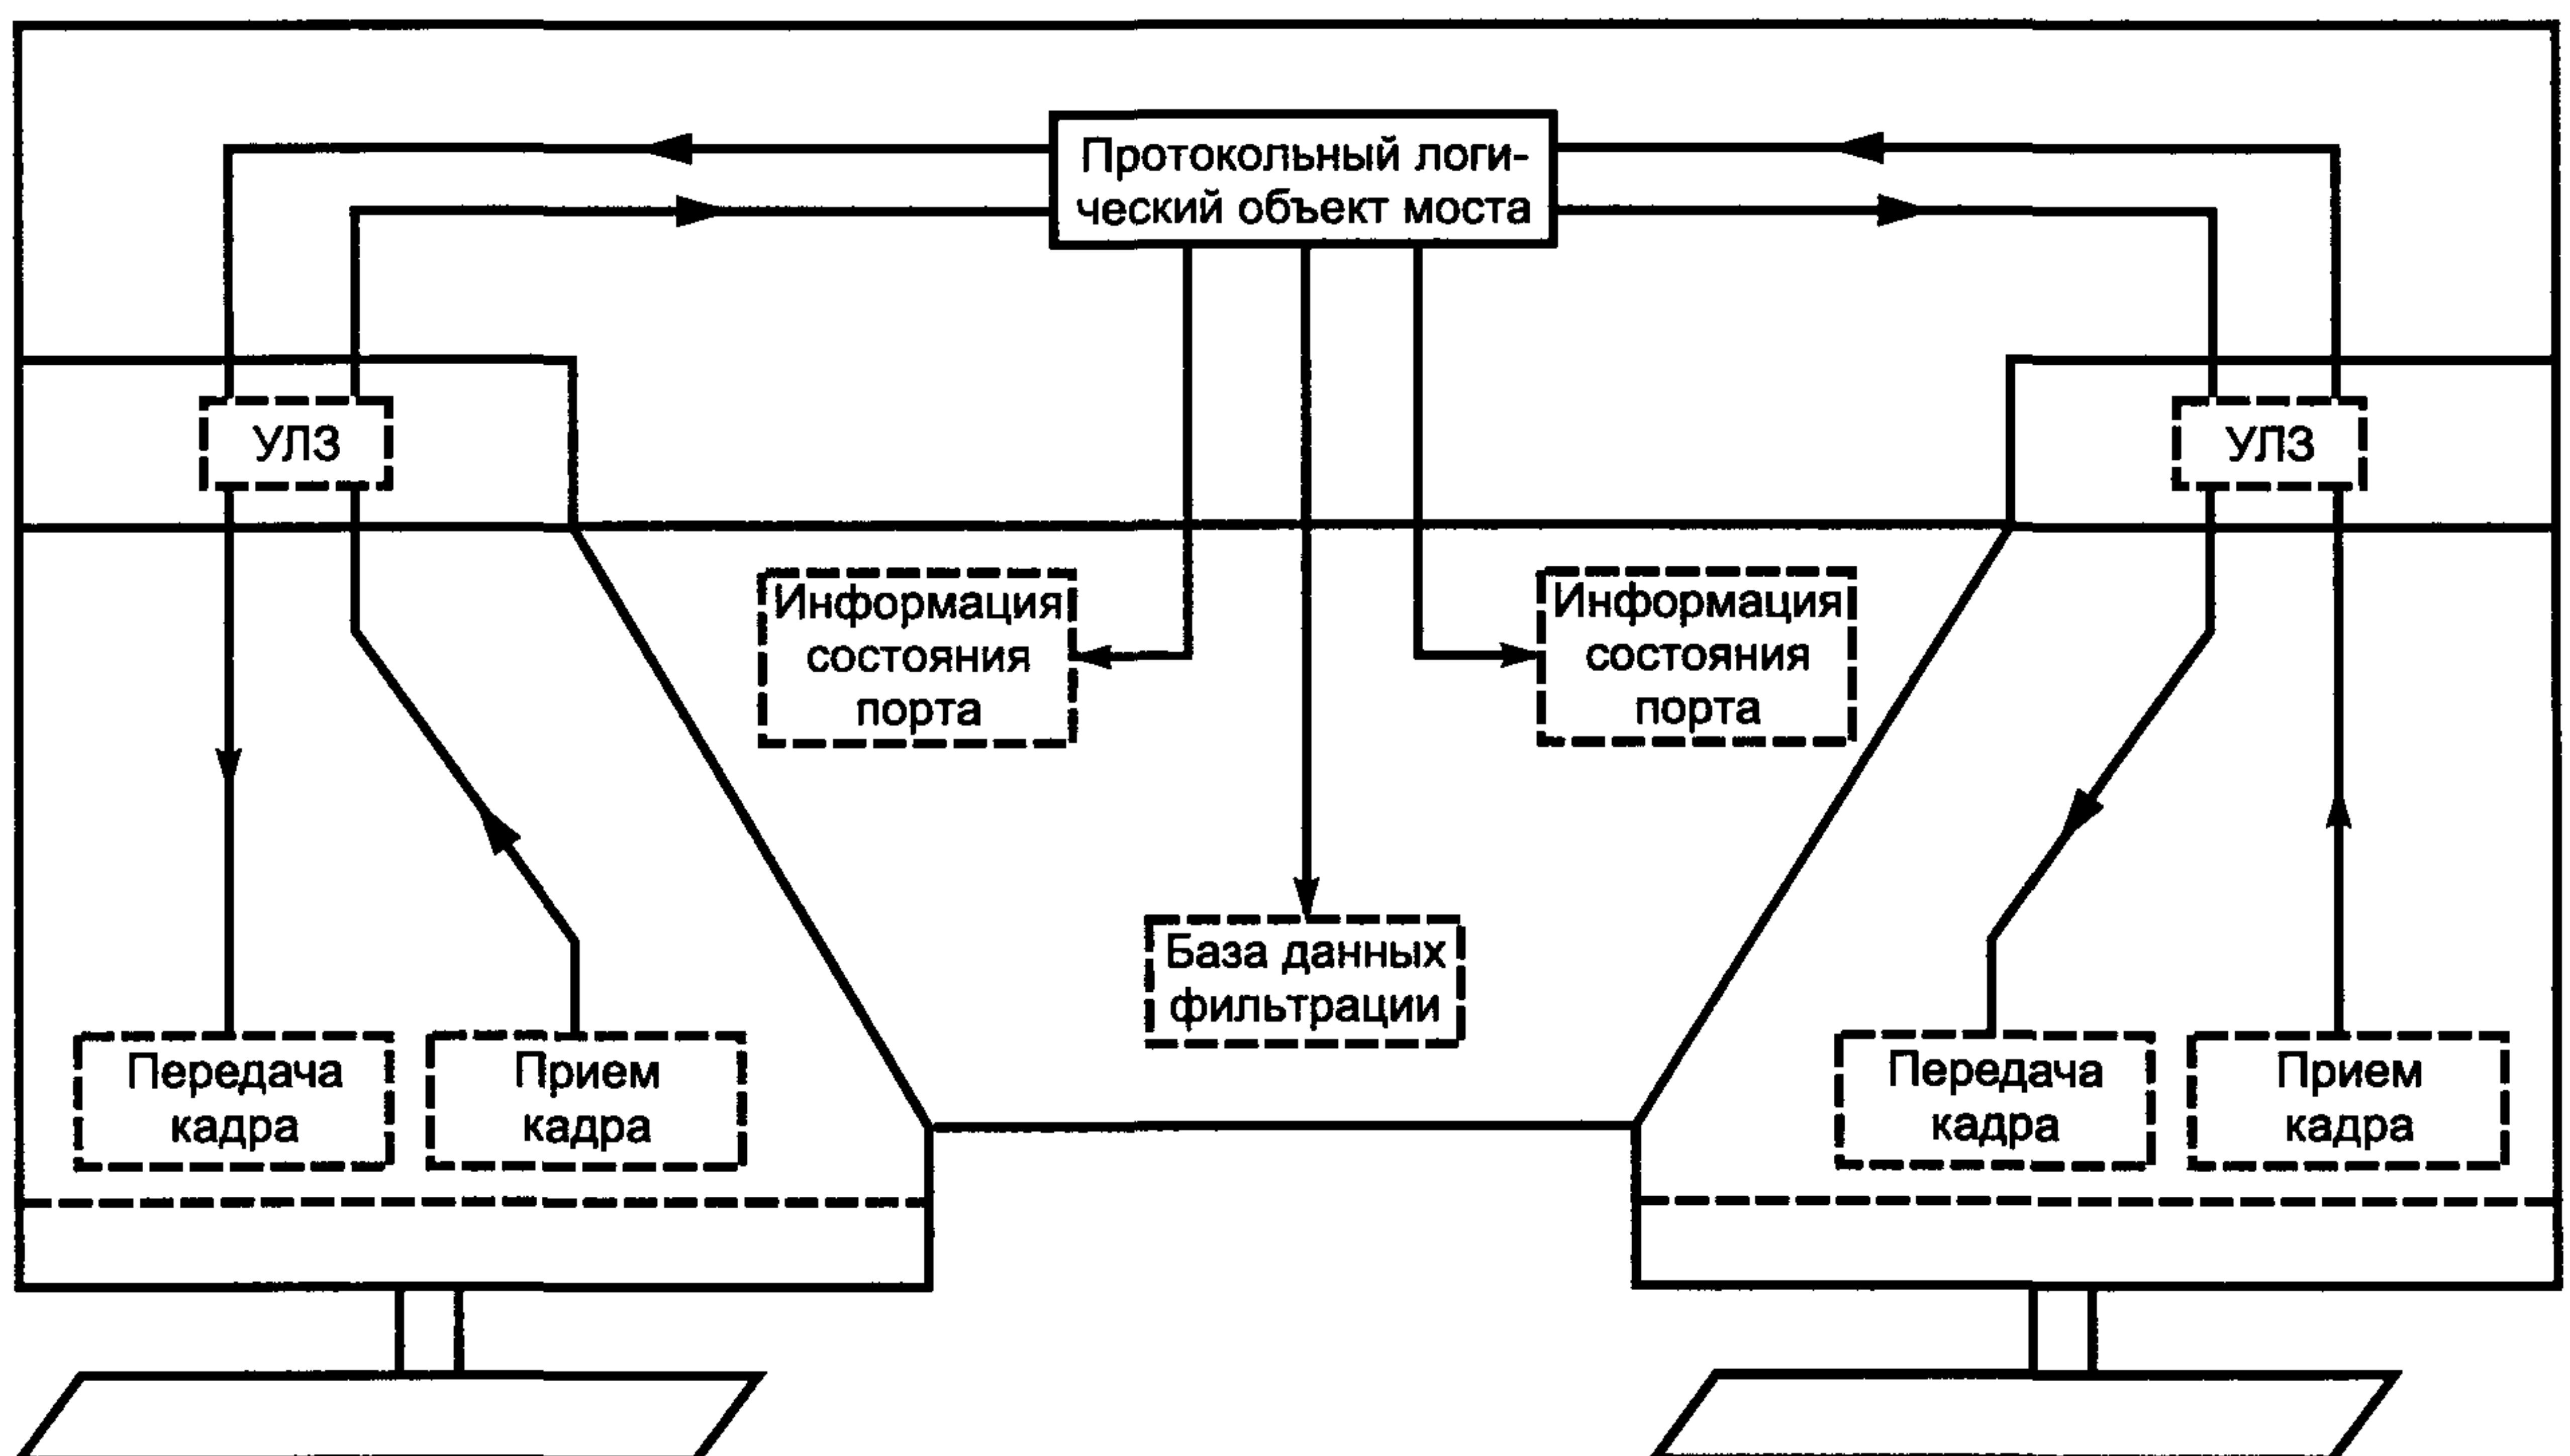 Протокольный логи-
ческий объект моста
УЛЗ
УЛЗ
Информация
состояния
порта
Информация
состояния
порта
База данных
фильтрации
Передача
кадра
Прием
кадра
Передача
кадра
Прием
кадра